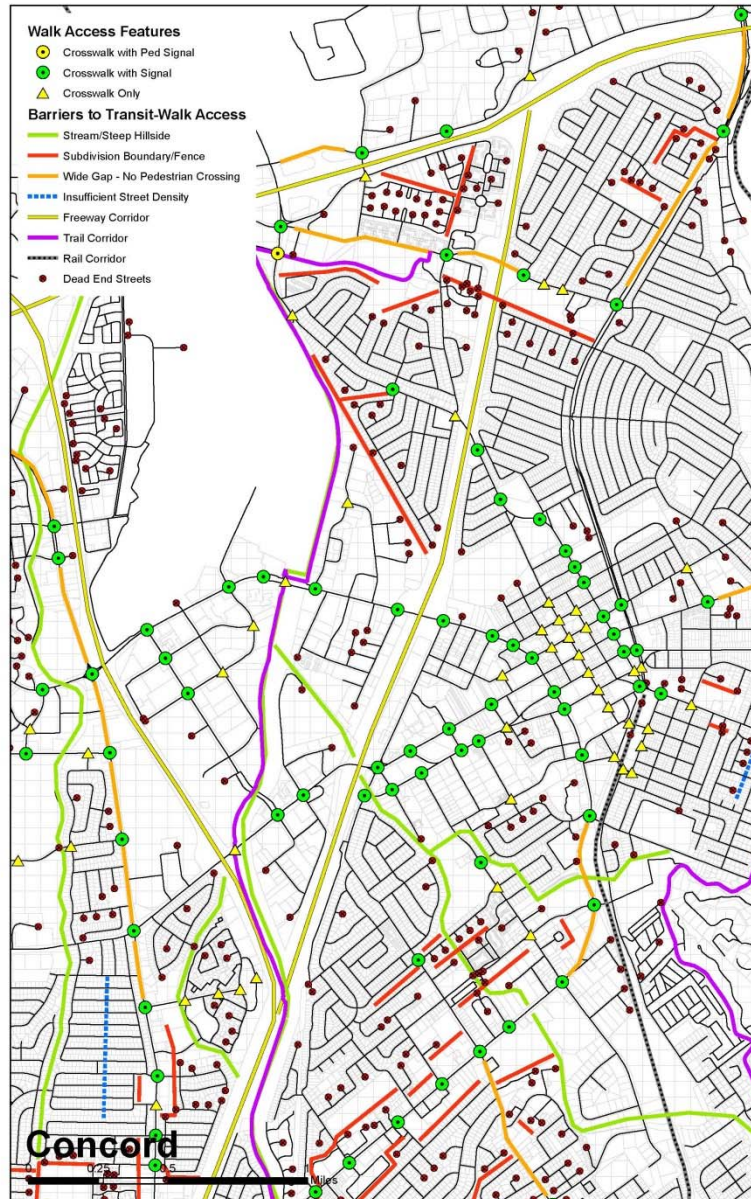 Walk Access Features
Crosswalk with Ped Signal
Crosswalk with Signal
Crosswalk Only
Barriers to Transit-Walk Access
Stream/Steep Hillside
Subdivision Boundary/Fence
Wide Gap - No Pedestrian Crossing
Insufficient Street Density
Freeway Corridor
Trail Corridor
Rail Corridor
Dead End Streets
Concord
0 0.25 0.5 1
Miles